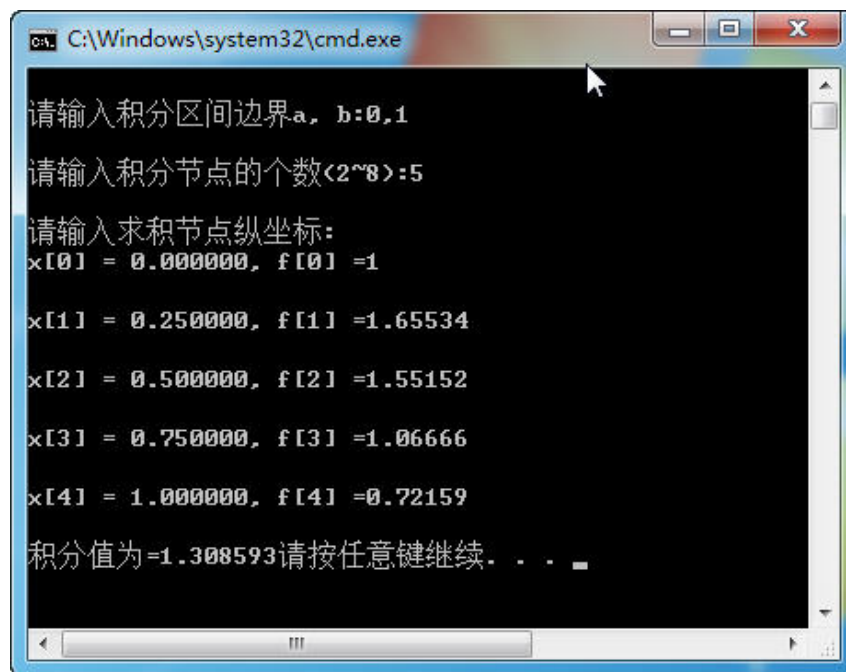 C:\Windows\system32\cmd.exe
请输入积分区间边界a, b:0,1
请输入积分节点的个数(2~8):5
请输入求积节点纵坐标:
x[0] = 0.000000, f[0] =1
x[1] = 0.250000, f[1] =1.65534
x[2] = 0.500000, f[2] =1.55152
x[3] = 0.750000, f[3] =1.06666
x[4] = 1.000000, f[4] =0.72159
积分值为=1.308593请按任意键继续. . .